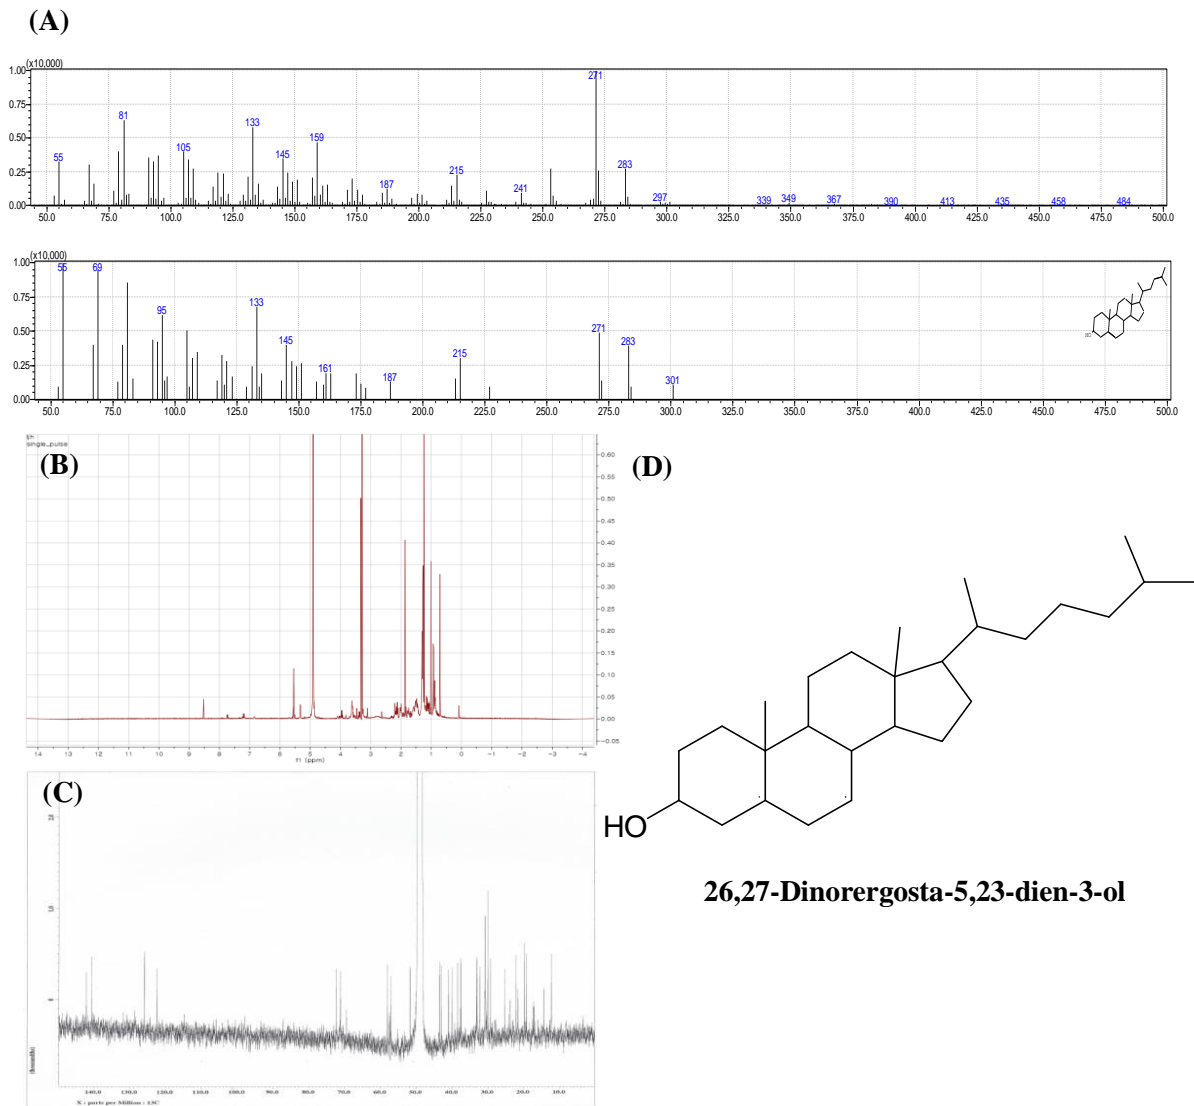 (A)
(x10,000)
1.00
0.75
0.50
0.25
0.00
55 81 105 133 145 159 187 215 241 271 283 297 339 349 367 390 413 435 458 484
50.0 75.0 100.0 125.0 150.0 175.0 200.0 225.0 250.0 275.0 300.0 325.0 350.0 375.0 400.0 425.0 450.0 475.0 500.0
(x10,000)
1.00
0.75
0.50
0.25
0.00
55 69 95 133 145 161 187 215 271 283 301
HO
50.0 75.0 100.0 125.0 150.0 175.0 200.0 225.0 250.0 275.0 300.0 325.0 350.0 375.0 400.0 425.0 450.0 475.0 500.0
single_pulse
(B)
0.60
0.55
0.50
0.45
0.40
0.35
0.30
0.25
0.20
0.15
0.10
0.05
0.00
-0.05
14 13 12 11 10 9 8 7 6 5 4 3 2 1 0 -1 -2 -3 -4
f1 (ppm)
(C)
140.0 130.0 120.0 110.0 100.0 90.0 80.0 70.0 60.0 50.0 40.0 30.0 20.0 10.0
X : parts per Million : 13C
(D)
HO
26,27-Dinorergosta-5,23-dien-3-ol